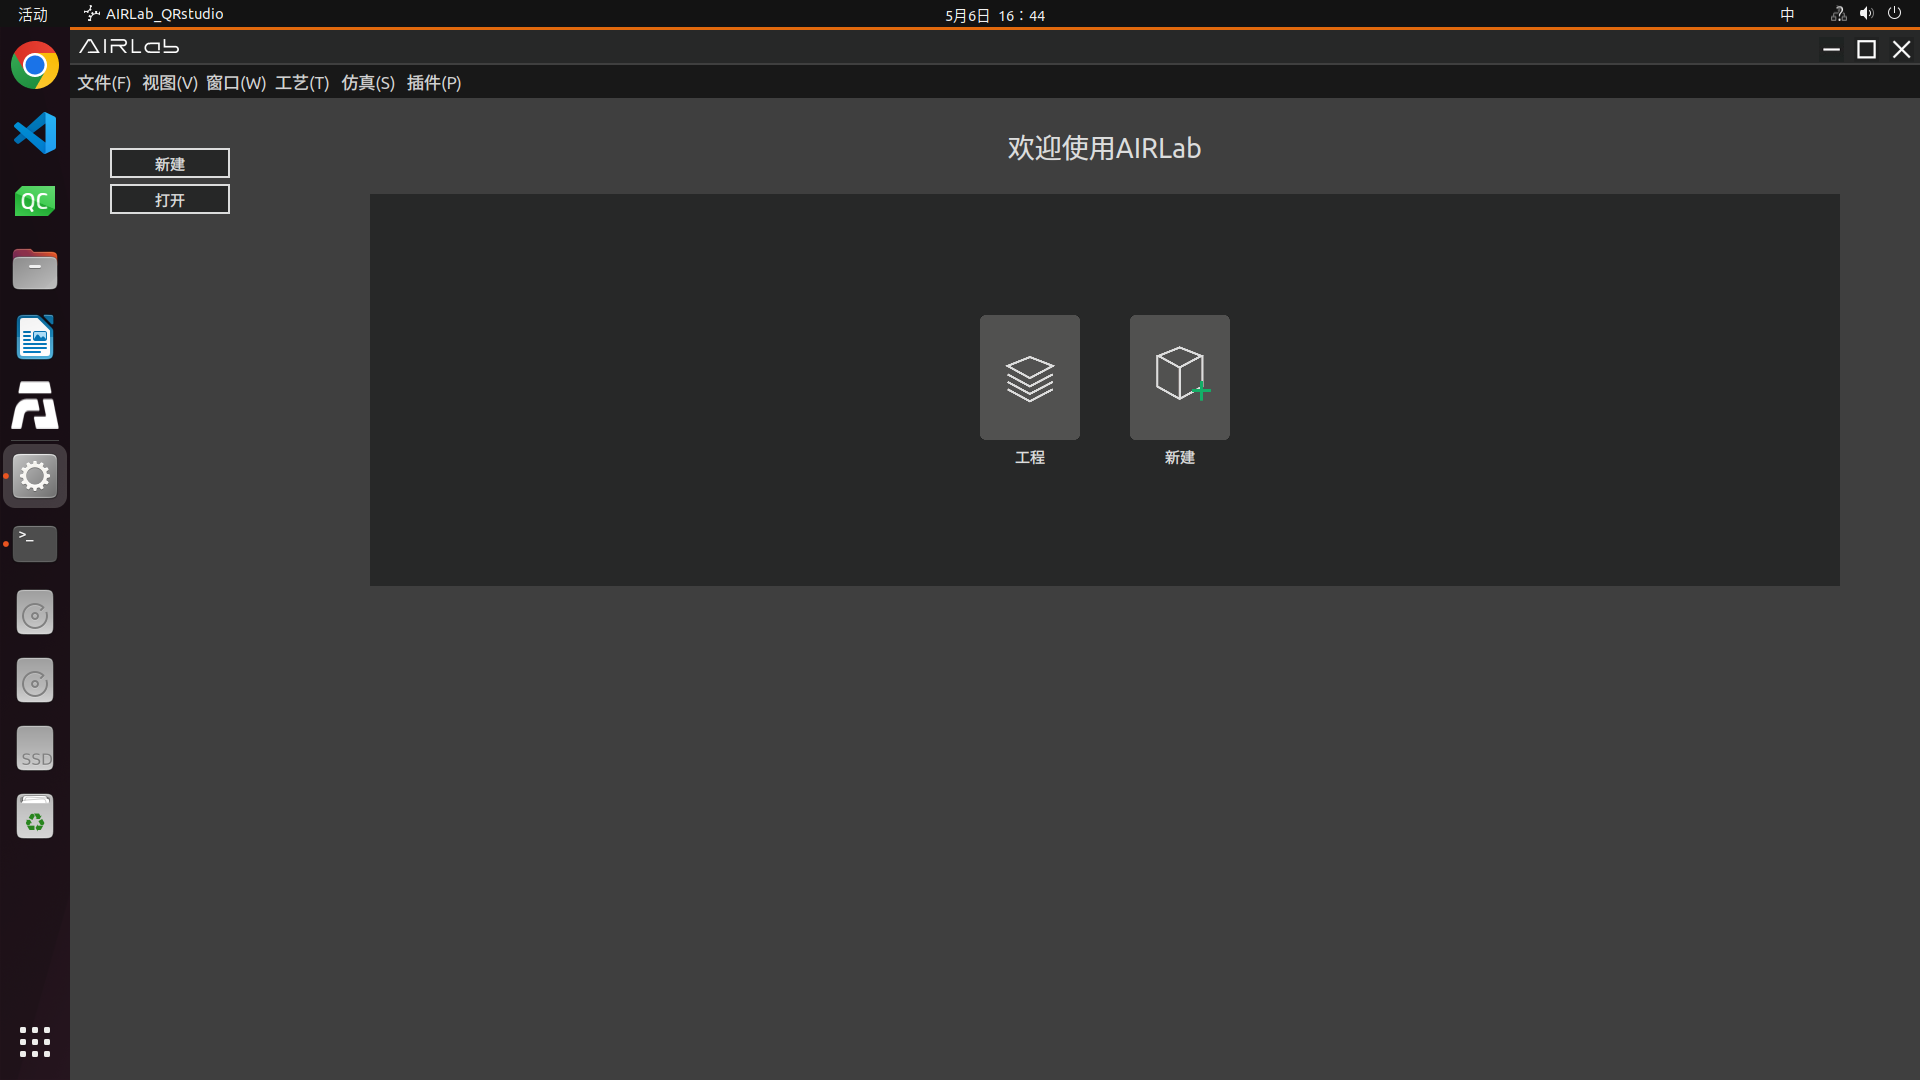 活动 AIRLab_QRstudio 5月6日 16：44 中
AIRLab
文件(F) 视图(V) 窗口(W) 工艺(T) 仿真(S) 插件(P)
欢迎使用AIRLab
新建
打开
QC
工程 新建
>_
SSD